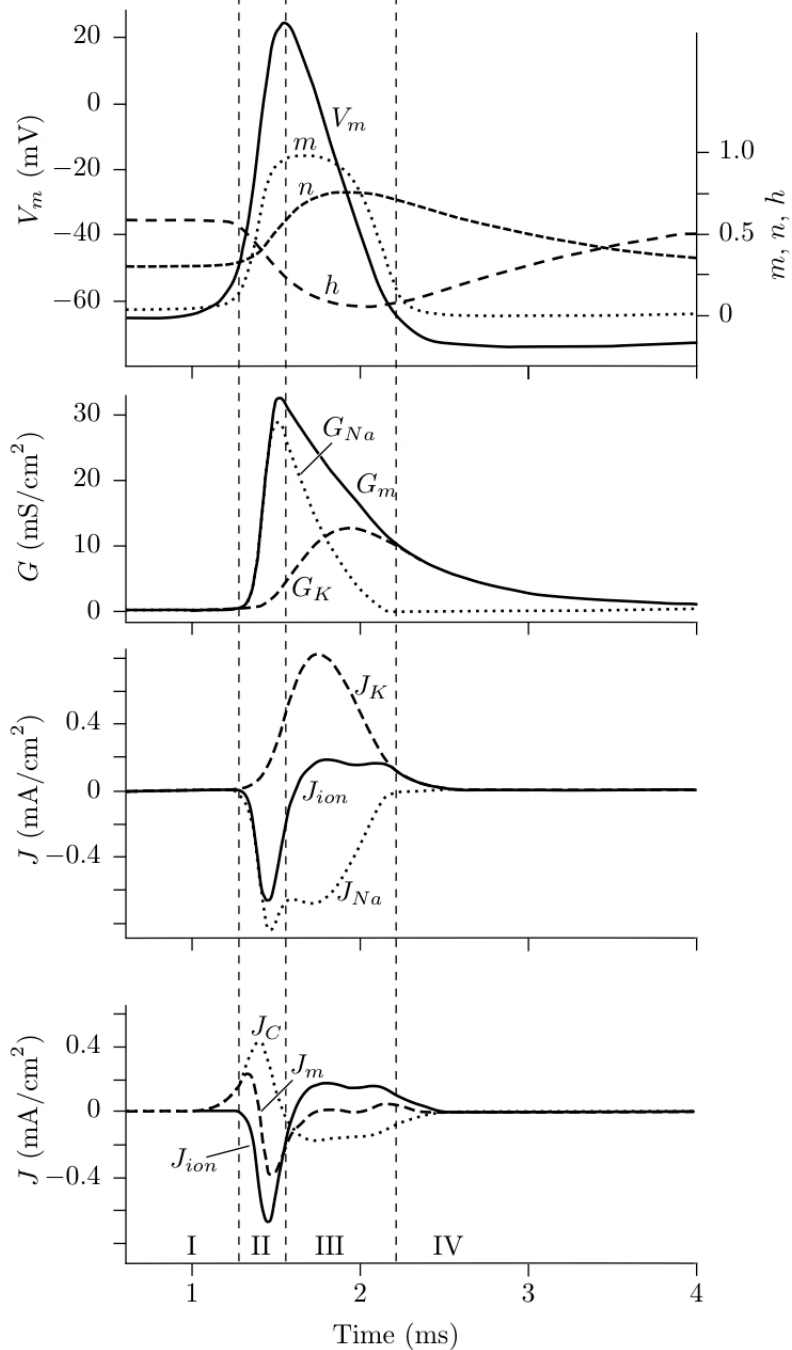 20
0
−20
−40
−60
V_m (mV)
V_m
m
n
h
1.0
0.5
0
m, n, h
30
20
10
0
G (mS/cm²)
G_Na
G_m
G_K
0.4
0
−0.4
J (mA/cm²)
J_K
J_ion
J_Na
0.4
0
−0.4
J (mA/cm²)
J_C
J_m
J_ion
I II III IV
1 2 3 4
Time (ms)